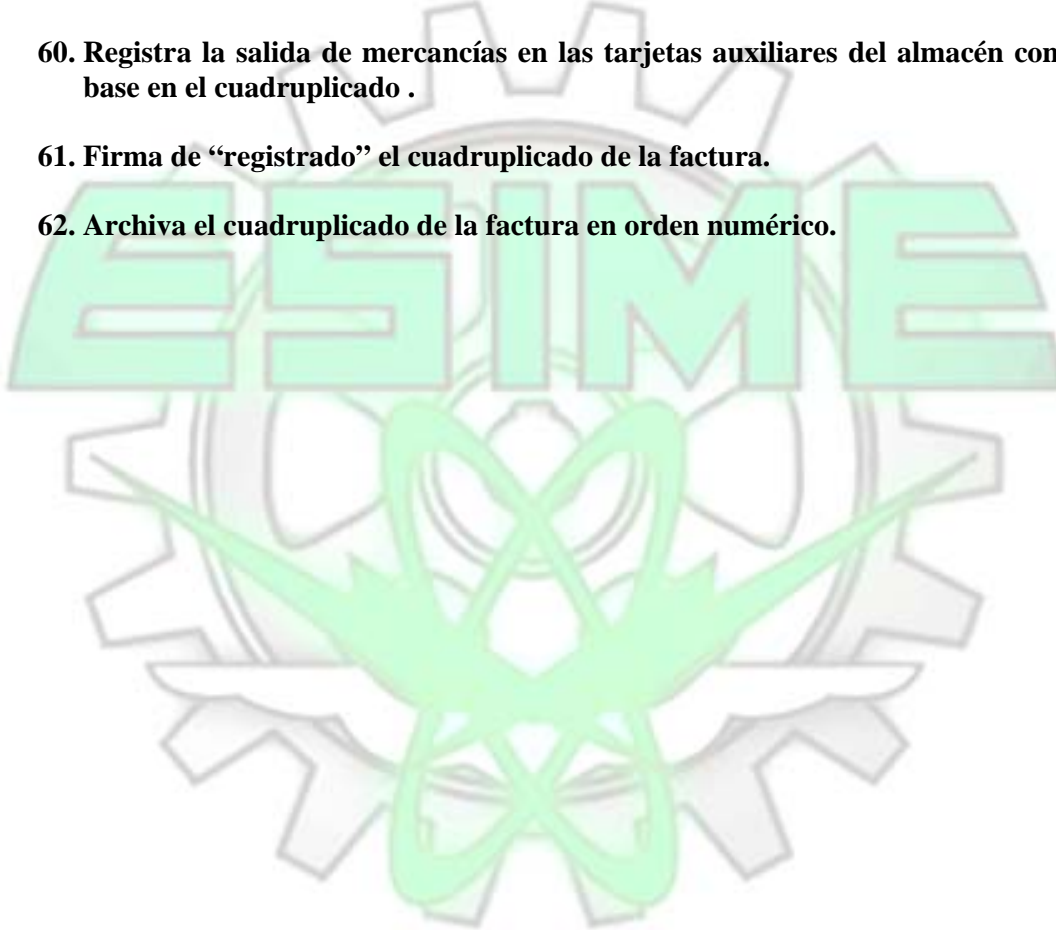 60. Registra la salida de mercancías en las tarjetas auxiliares del almacén con
base en el cuadruplicado .
61. Firma de “registrado” el cuadruplicado de la factura.
62. Archiva el cuadruplicado de la factura en orden numérico.
ESIME